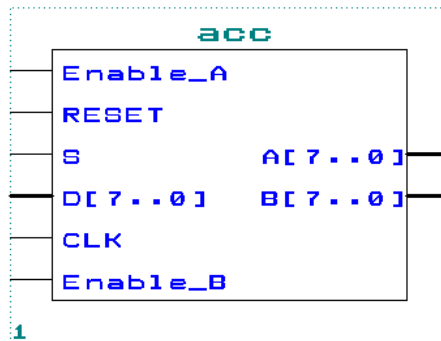 acc
Enable_A
RESET
S A[7..0]
D[7..0] B[7..0]
CLK
Enable_B
1